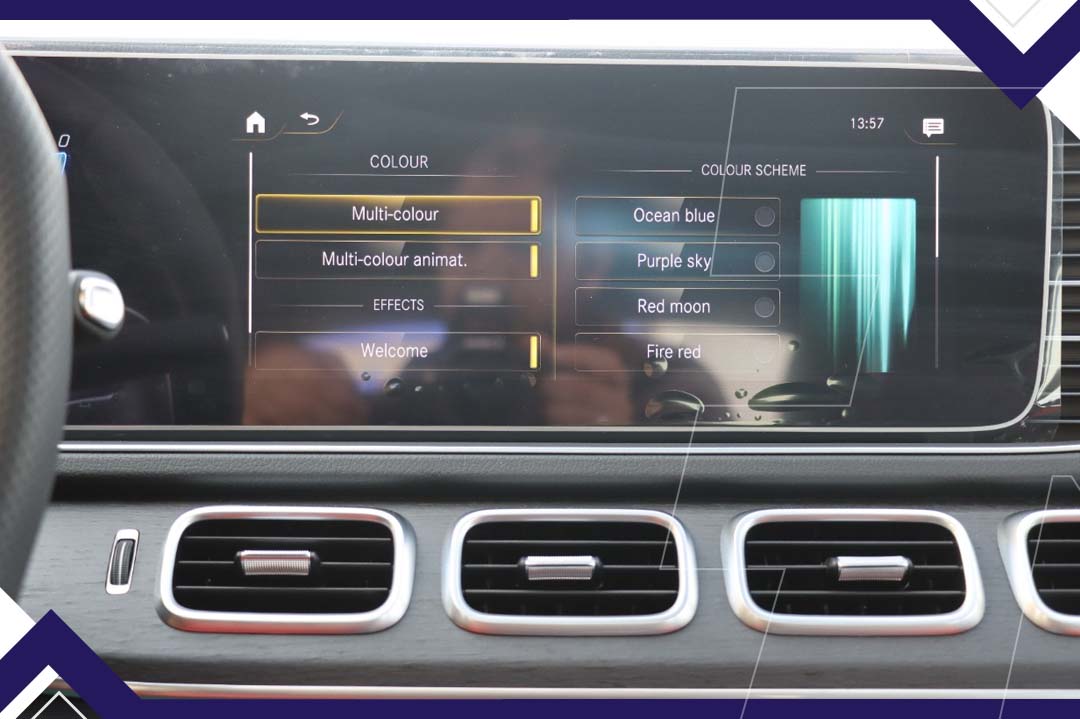 0
13:57
COLOUR
Multi-colour
Multi-colour animat.
EFFECTS
Welcome
COLOUR SCHEME
Ocean blue
Purple sky
Red moon
Fire red